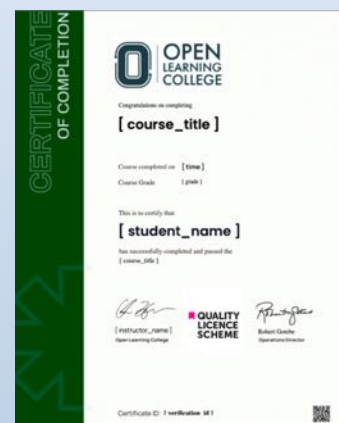 CERTIFICATE
OF COMPLETION
OPEN
LEARNING
COLLEGE
Congratulations on completing
[ course_title ]
Course completed on [ time ]
Course Grade [ grade ]
This is to certify that
[ student_name ]
has successfully completed and passed the
[ course_title ]
[ instructor_name ]
Open Learning College
QUALITY
LICENCE
SCHEME
Operations Director
Certificate ID: [ verification id ]